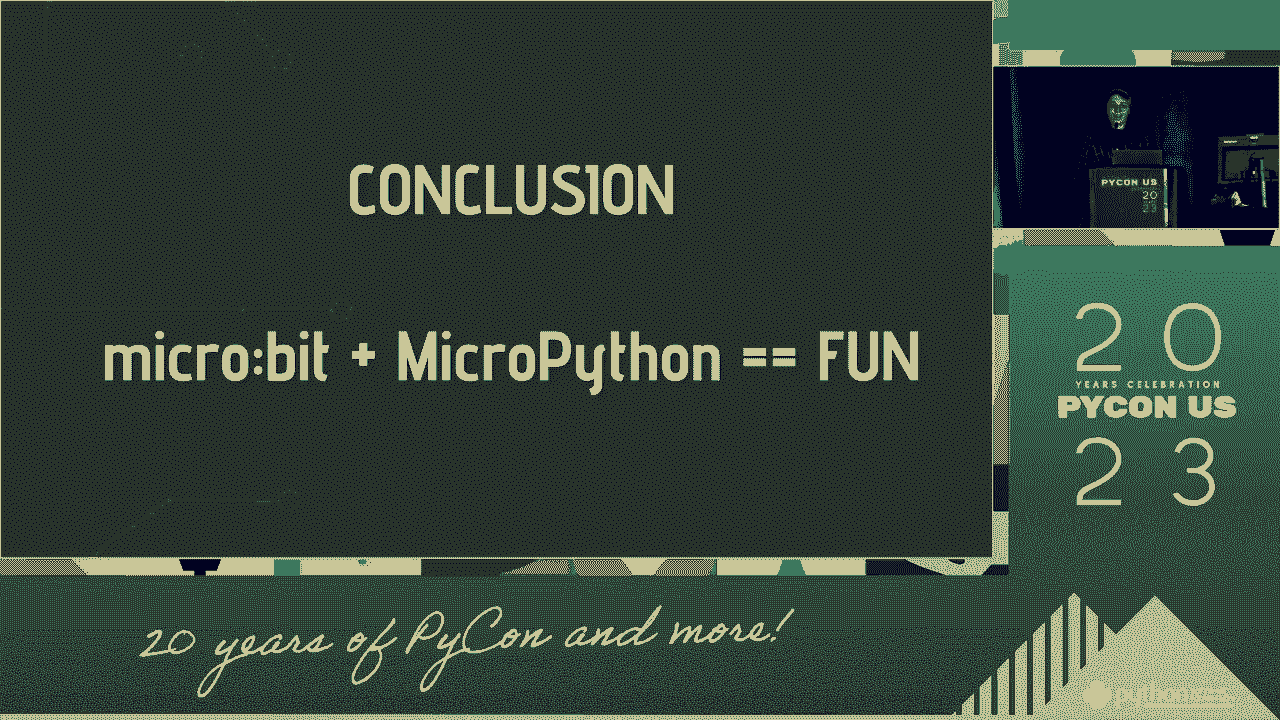 CONCLUSION
micro:bit + MicroPython == FUN
PYCON US
20
23
20
YEARS CELEBRATION
PYCON US
23
20 years of PyCon and more!